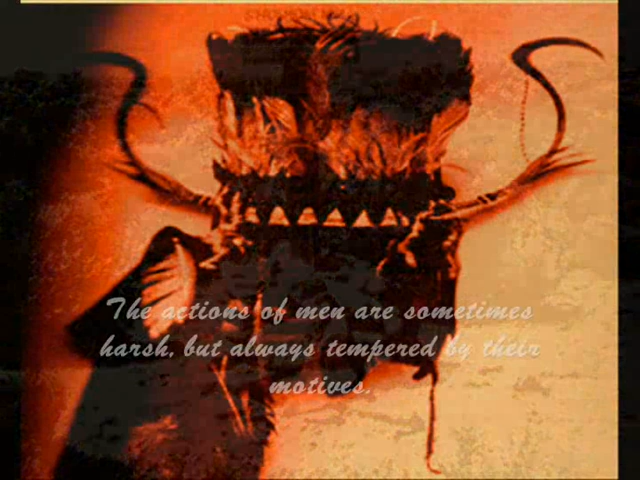 The actions of men are sometimes
harsh, but always tempered by their
motives.